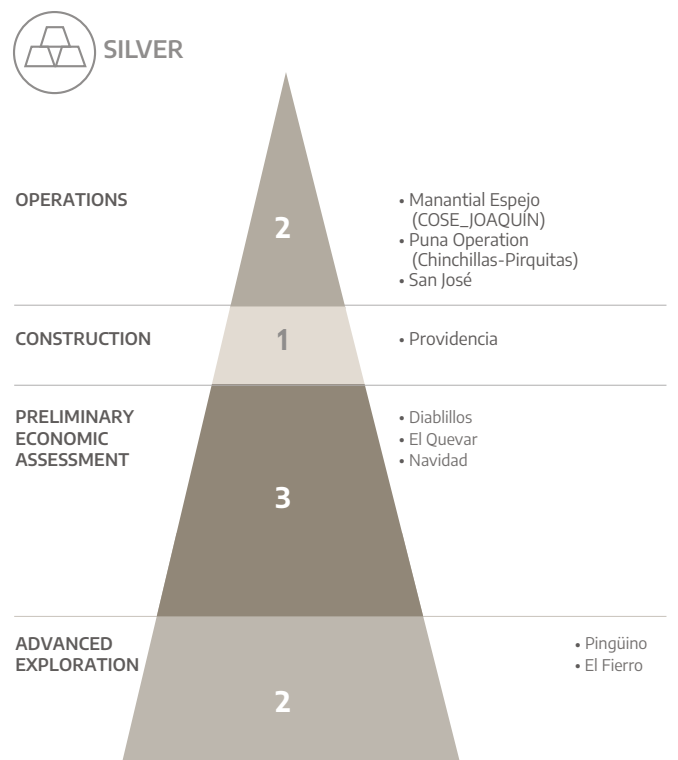 SILVER
OPERATIONS
2
• Manantial Espejo
(COSE_JOAQUÍN)
• Puna Operation
(Chinchillas-Pirquitas)
• San José
CONSTRUCTION
1
• Providencia
PRELIMINARY
ECONOMIC
ASSESSMENT
3
• Diablillos
• El Quevar
• Navidad
ADVANCED
EXPLORATION
2
• Pingüino
• El Fierro